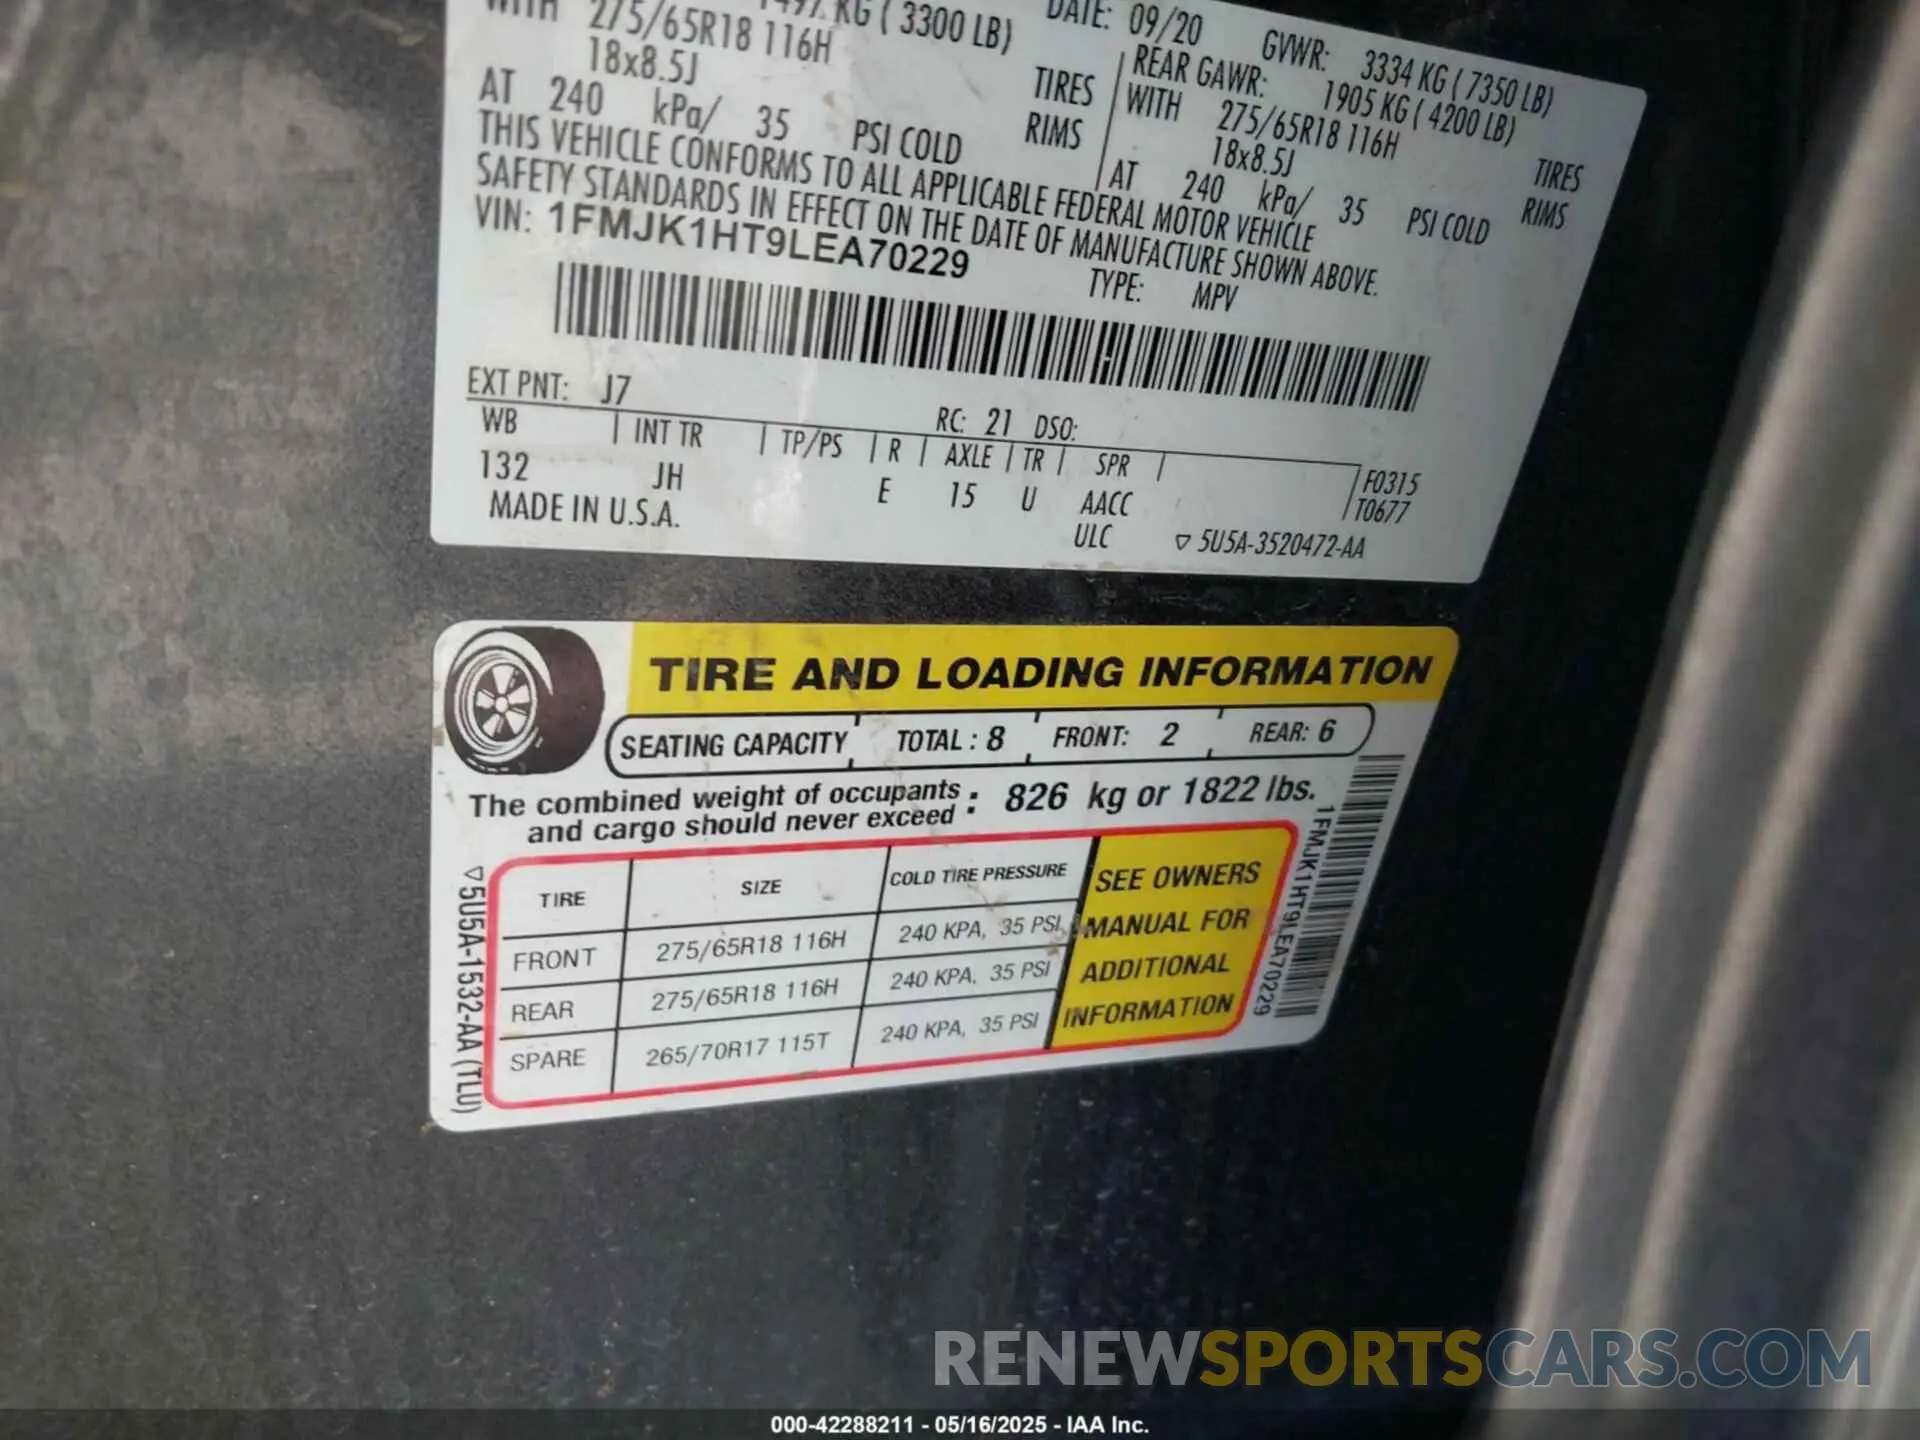 1497 KG ( 3300 LB)
DATE: 09/20
GVWR: 3334 KG ( 7350 LB)
WITH 275/65R18 116H TIRES
18x8.5J RIMS
AT 240 kPa/ 35 PSI COLD
REAR GAWR: 1905 KG ( 4200 LB)
WITH 275/65R18 116H TIRES
18x8.5J RIMS
AT 240 kPa/ 35 PSI COLD
THIS VEHICLE CONFORMS TO ALL APPLICABLE FEDERAL MOTOR VEHICLE
SAFETY STANDARDS IN EFFECT ON THE DATE OF MANUFACTURE SHOWN ABOVE.
VIN: 1FMJK1HT9LEA70229
TYPE: MPV
EXT PNT: J7 RC: 21 DSO:
WB INT TR TP/PS R AXLE TR SPR
132 JH E 15 U AACC
ULC
F0315
T0677
MADE IN U.S.A.
▽ 5U5A-3520472-AA
TIRE AND LOADING INFORMATION
SEATING CAPACITY TOTAL : 8 FRONT: 2 REAR: 6
The combined weight of occupants
and cargo should never exceed : 826 kg or 1822 lbs.
TIRE SIZE COLD TIRE PRESSURE
FRONT 275/65R18 116H 240 KPA, 35 PSI
REAR 275/65R18 116H 240 KPA, 35 PSI
SPARE 265/70R17 115T 240 KPA, 35 PSI
SEE OWNERS
MANUAL FOR
ADDITIONAL
INFORMATION
▽5U5A-1532-AA (TLU)
1FMJK1HT9LEA70229
RENEWSPORTSCARS.COM
000-42288211 - 05/16/2025 - IAA Inc.